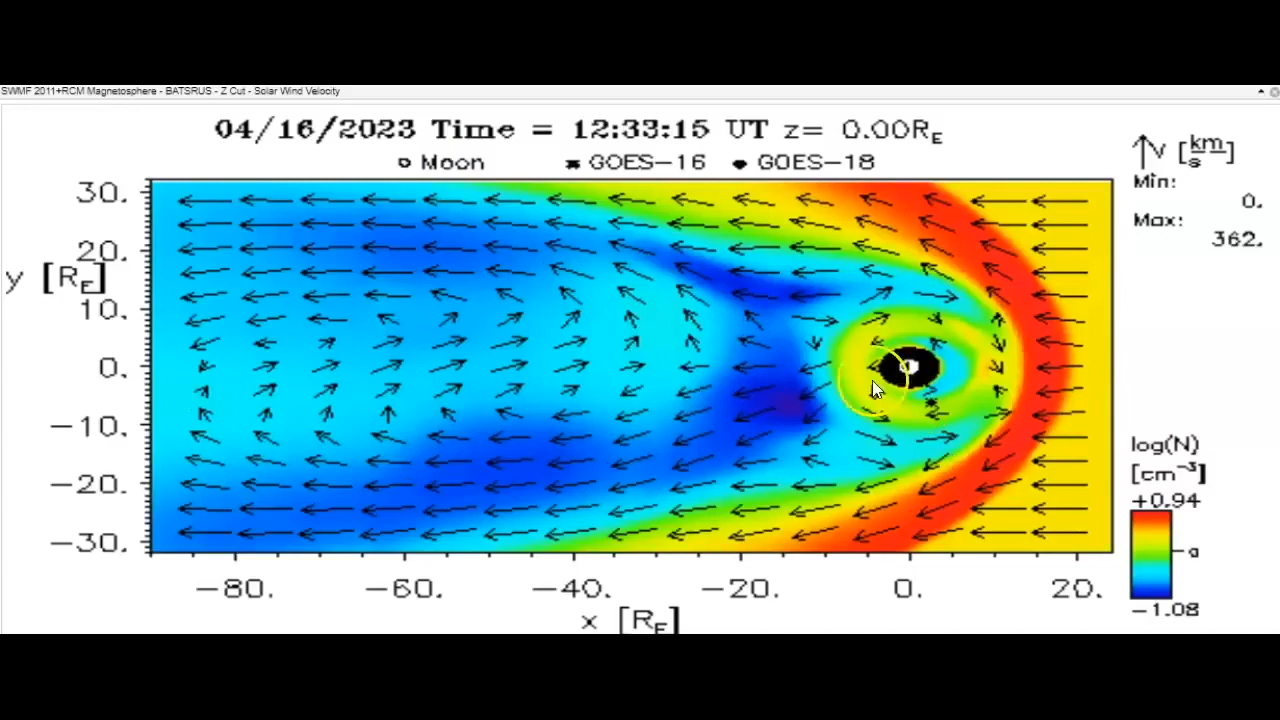 SWMF 2011+RCM Magnetosphere - BATSRUS - Z Cut - Solar Wind Velocity
04/16/2023 Time = 12:33:15 UT z= 0.00RE
Moon GOES-16 GOES-18
V [km/s]
Min:
0.
Max:
362.
30.
20.
y [RE]
10.
0.
-10.
-20.
-30.
-80. -60. -40. -20. 0. 20.
x [RE]
log(N)
[cm-3]
+0.94
-1.08